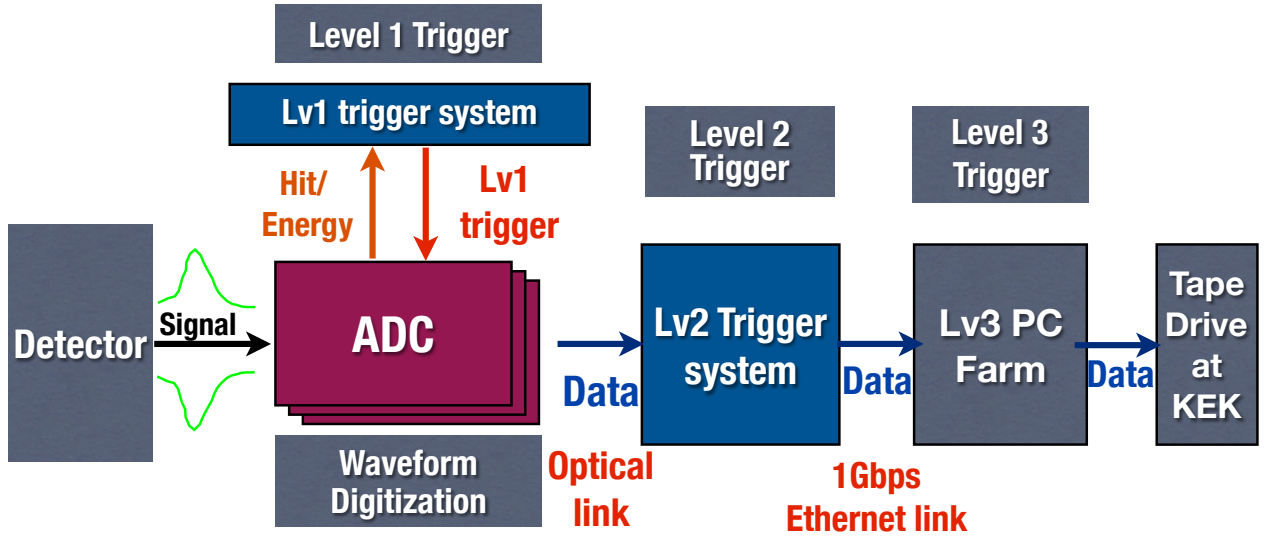 Level 1 Trigger
Lv1 trigger system
Level 2
Trigger
Level 3
Trigger
Hit/
Energy
Lv1
trigger
Detector
Signal
ADC
Data
Lv2 Trigger
system
Data
Lv3 PC
Farm
Data
Tape
Drive
at
KEK
Waveform
Digitization
Optical
link
1Gbps
Ethernet link